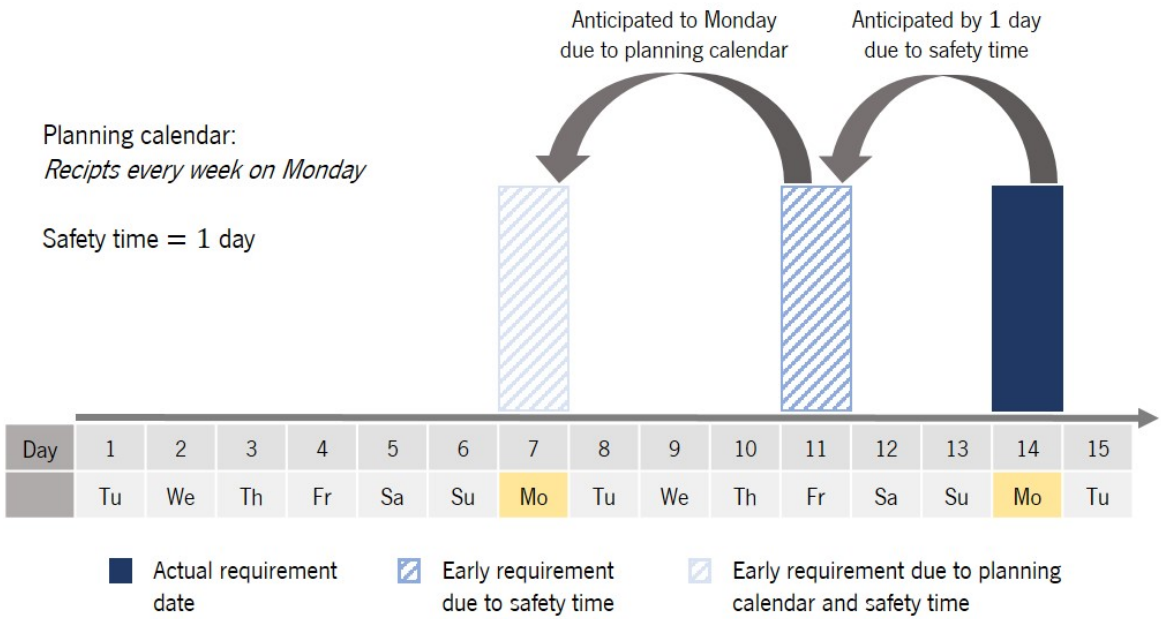 Anticipated to Monday
due to planning calendar
Anticipated by 1 day
due to safety time
Planning calendar:
Recipts every week on Monday
Safety time = 1 day
Day 1 2 3 4 5 6 7 8 9 10 11 12 13 14 15
Tu We Th Fr Sa Su Mo Tu We Th Fr Sa Su Mo Tu
Actual requirement
date
Early requirement
due to safety time
Early requirement due to planning
calendar and safety time